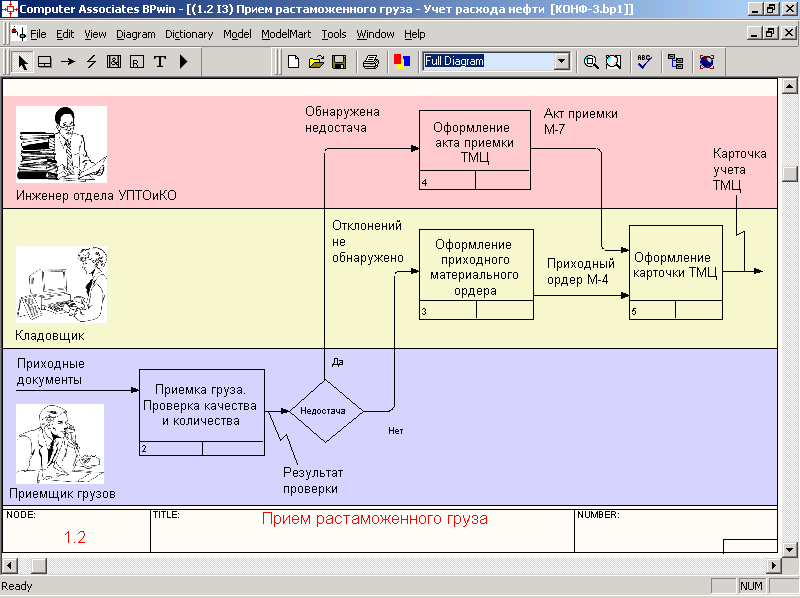 Computer Associates BPwin - [(1.2 I3) Прием растаможенного груза - Учет расхода нефти [КОНФ-3.bp1]]
File Edit View Diagram Dictionary Model ModelMart Tools Window Help
R T Full Diagram ABC
Обнаружена
недостача
Оформление
акта приемки
ТМЦ
4
Акт приемки
М-7
Карточка
учета
ТМЦ
Инженер отдела УПТОиКО
Отклонений
не
обнаружено
Оформление
приходного
материального
ордера
3
Приходный
ордер М-4
Оформление
карточки ТМЦ
5
Кладовщик
Приходные
документы
Приемка груза.
Проверка качества
и количества
2
Да
Недостача
Нет
Результат
проверки
Приемщик грузов
NODE:
1.2
TITLE:
Прием растаможенного груза
NUMBER:
Ready
NUM